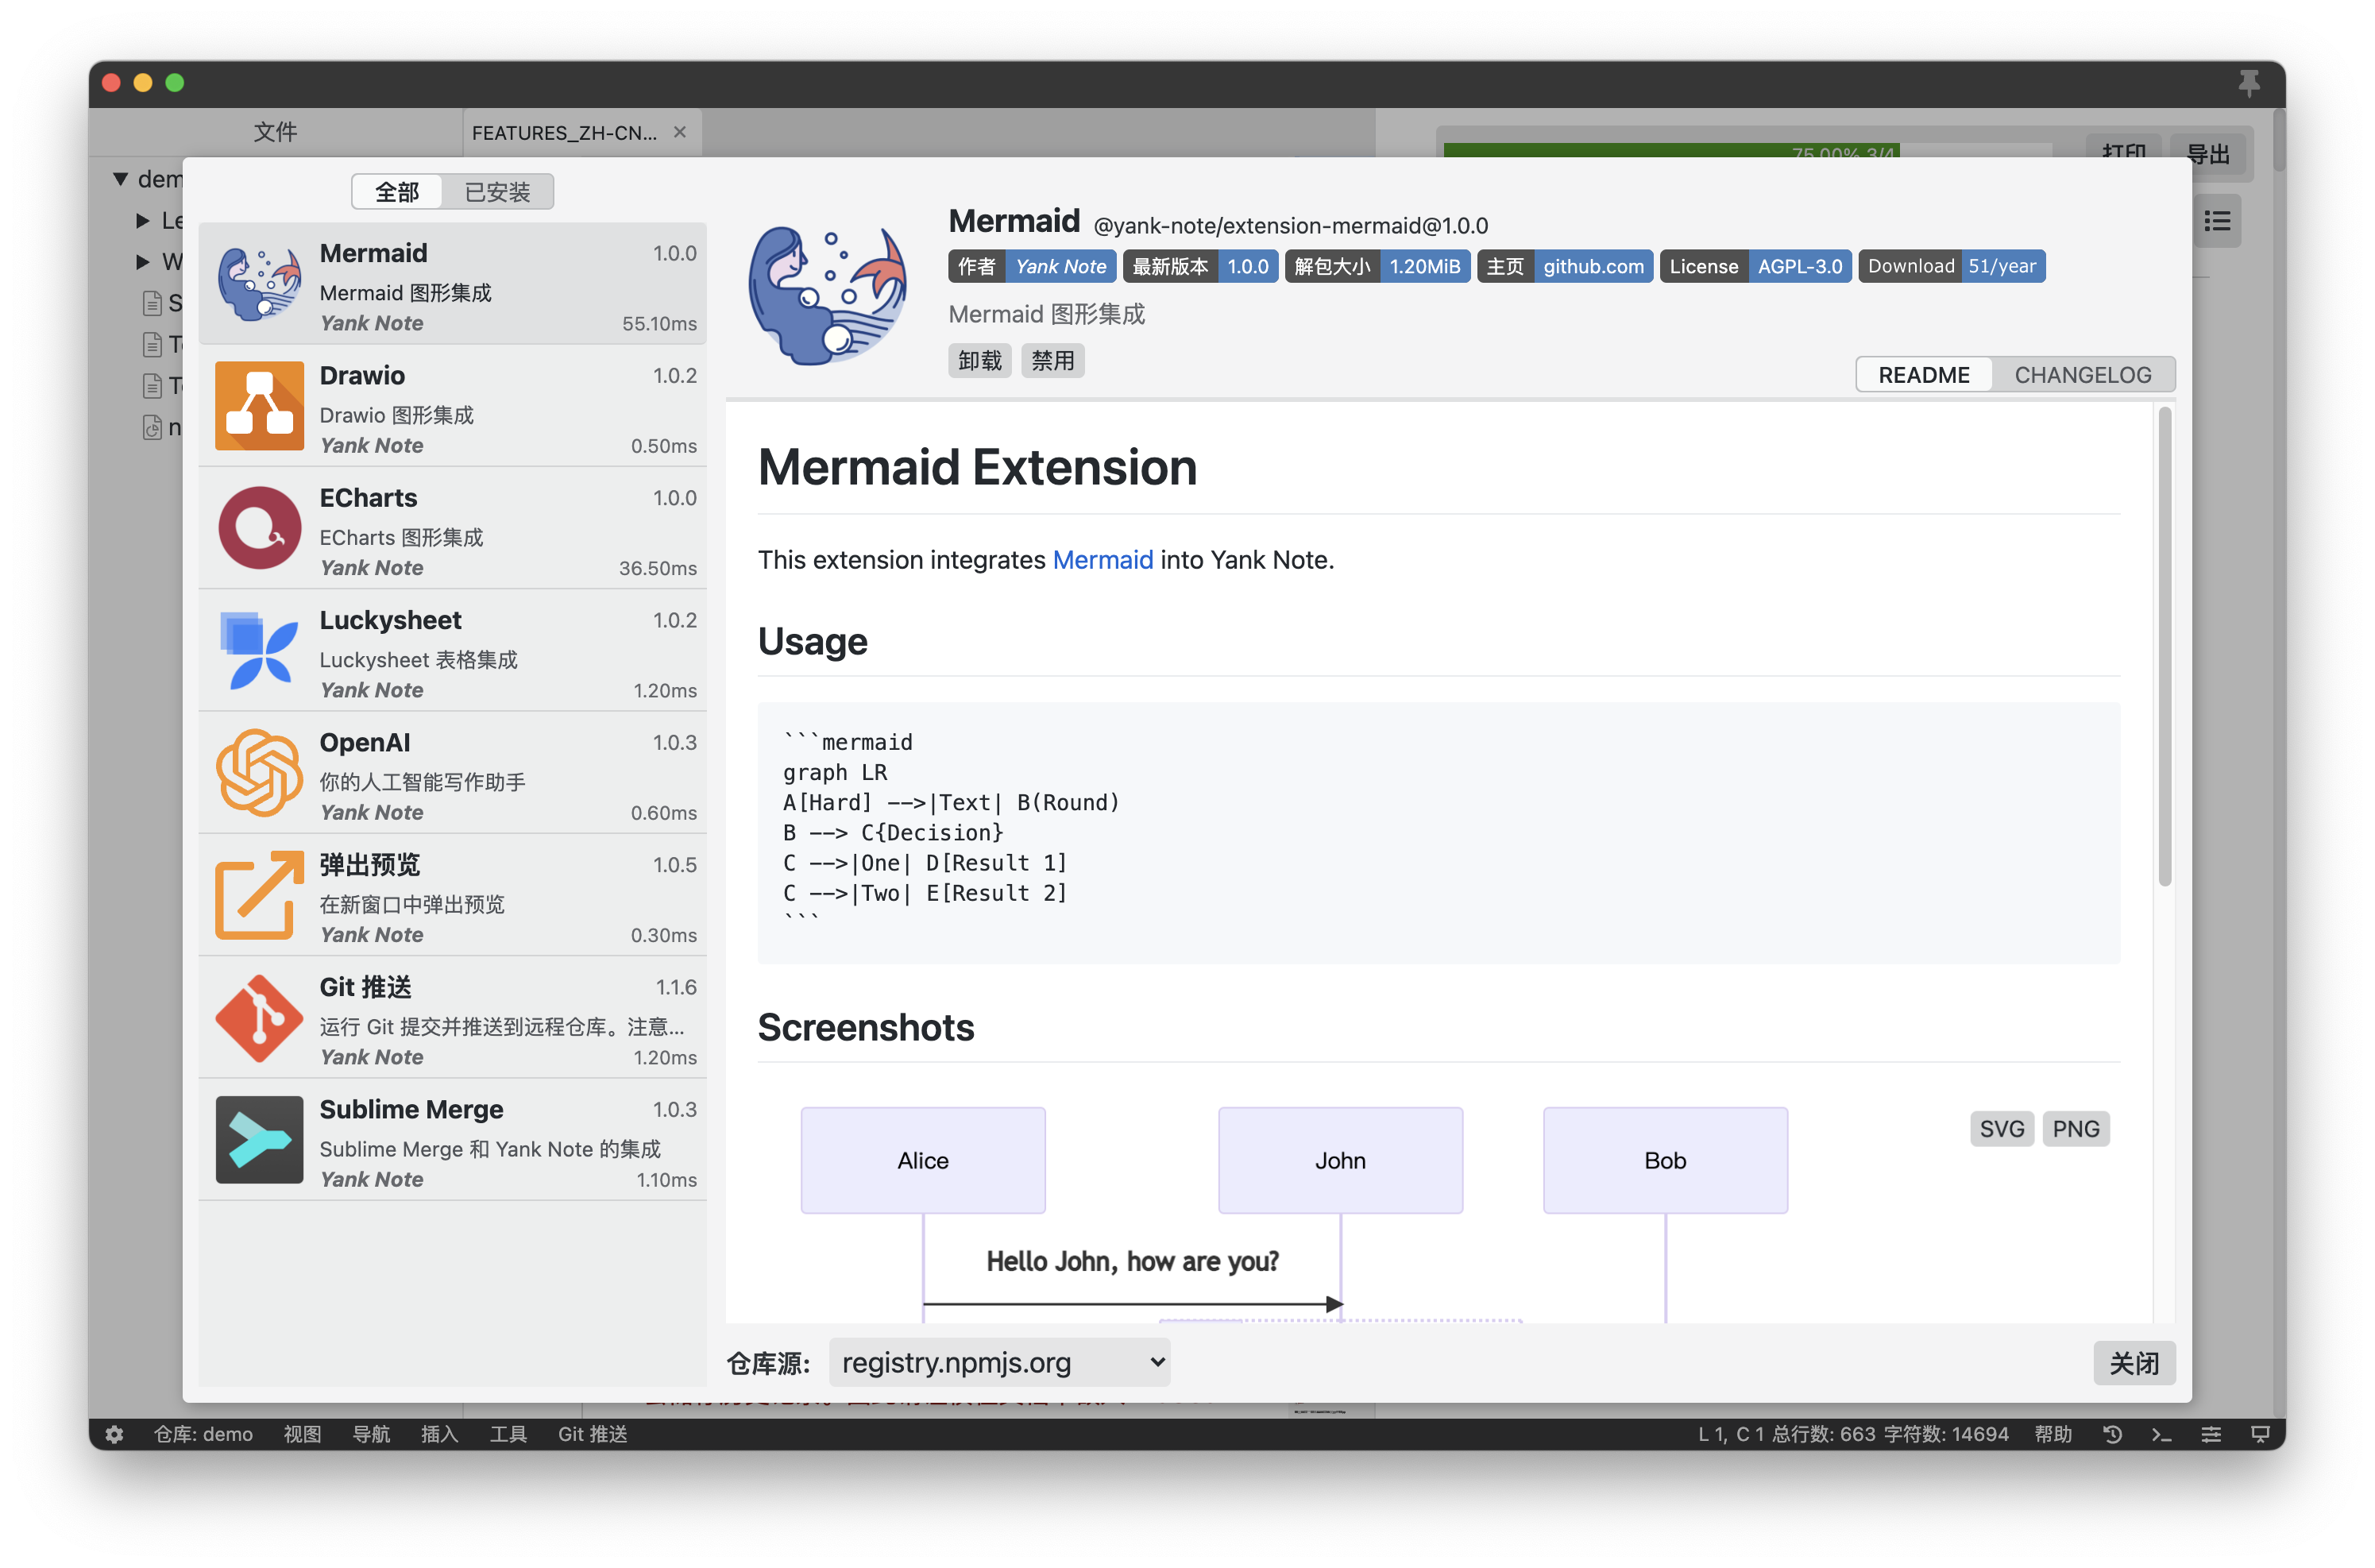 文件
FEATURES_ZH-CN...
75.00% 3/4
打印
导出
全部
已安装
Mermaid 1.0.0
Mermaid 图形集成
Yank Note 55.10ms
Drawio 1.0.2
Drawio 图形集成
Yank Note 0.50ms
ECharts 1.0.0
ECharts 图形集成
Yank Note 36.50ms
Luckysheet 1.0.2
Luckysheet 表格集成
Yank Note 1.20ms
OpenAI 1.0.3
你的人工智能写作助手
Yank Note 0.60ms
弹出预览 1.0.5
在新窗口中弹出预览
Yank Note 0.30ms
Git 推送 1.1.6
运行 Git 提交并推送到远程仓库。注意...
Yank Note 1.20ms
Sublime Merge 1.0.3
Sublime Merge 和 Yank Note 的集成
Yank Note 1.10ms
Mermaid @yank-note/extension-mermaid@1.0.0
作者 Yank Note 最新版本 1.0.0 解包大小 1.20MiB 主页 github.com License AGPL-3.0 Download 51/year
Mermaid 图形集成
卸载 禁用
README CHANGELOG
Mermaid Extension
This extension integrates Mermaid into Yank Note.
Usage
```mermaid
graph LR
A[Hard] -->|Text| B(Round)
B --> C{Decision}
C -->|One| D[Result 1]
C -->|Two| E[Result 2]
```
Screenshots
SVG PNG
Alice John Bob
Hello John, how are you?
仓库源: registry.npmjs.org
关闭
仓库: demo 视图 导航 插入 工具 Git 推送
L 1, C 1 总行数: 663 字符数: 14694 帮助